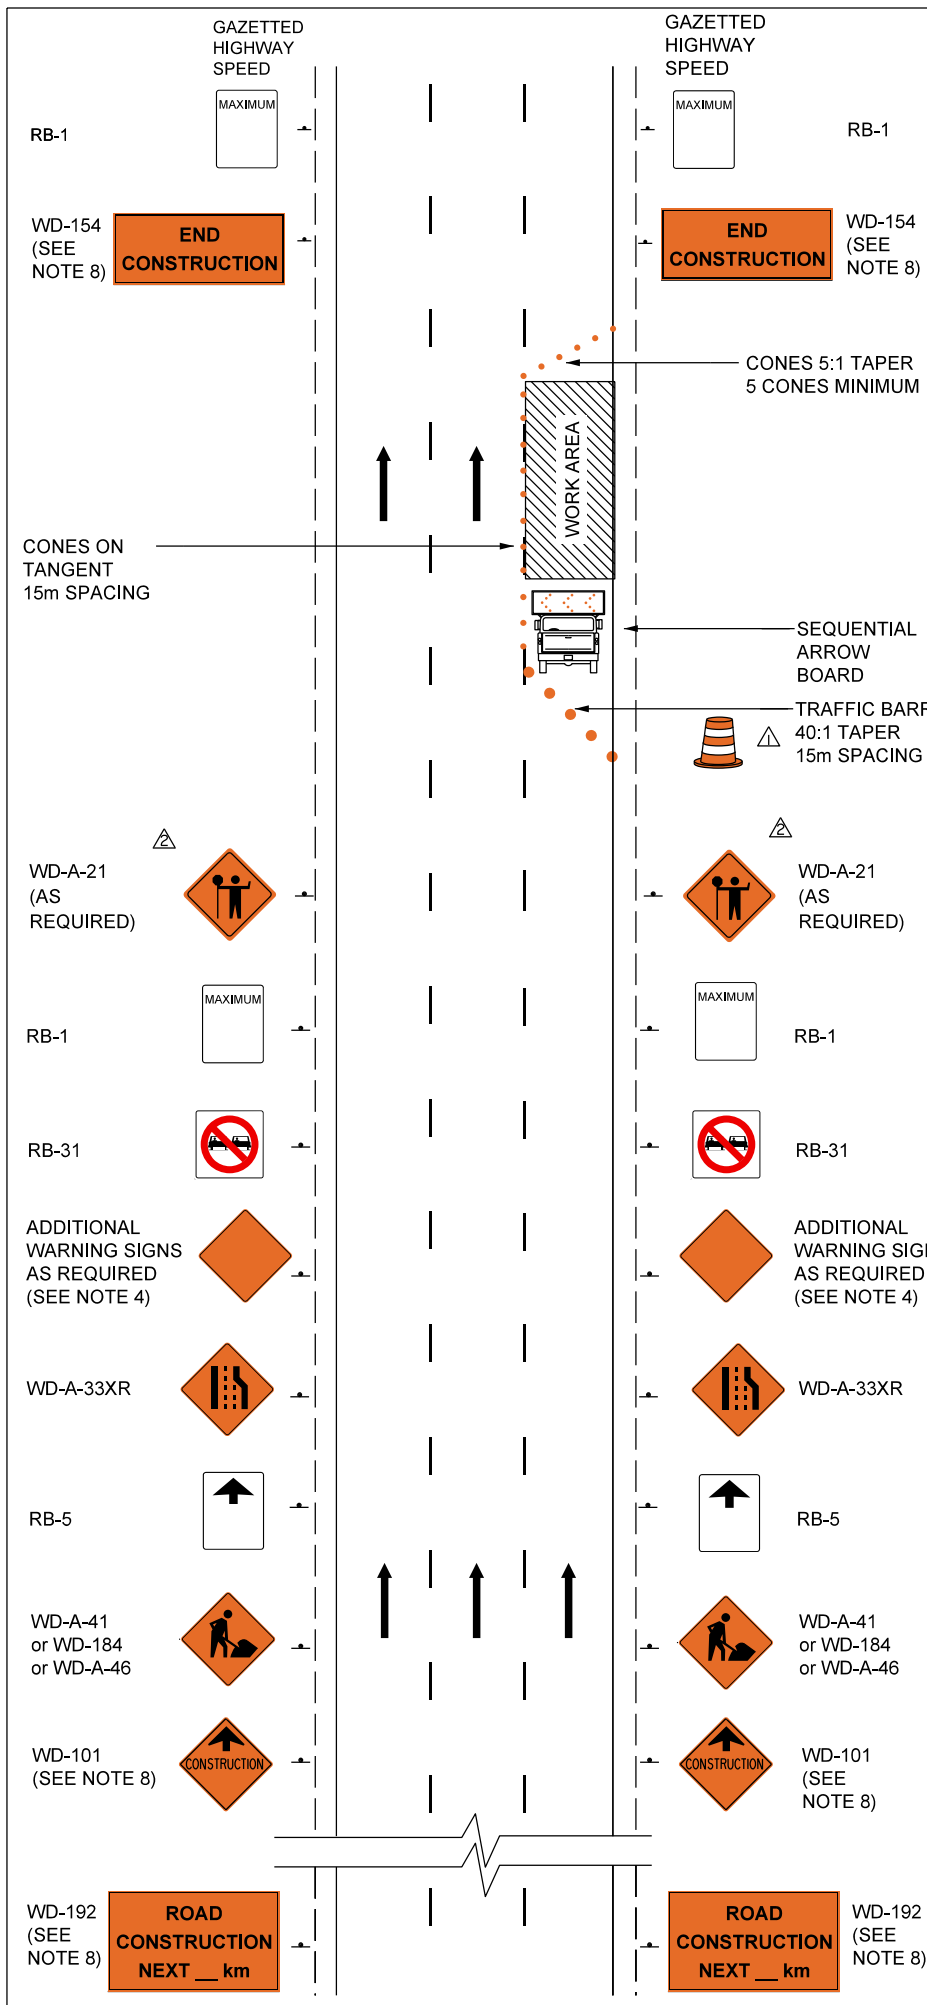 GAZETTED
HIGHWAY
SPEED
GAZETTED
HIGHWAY
SPEED
RB-1
MAXIMUM
MAXIMUM
RB-1
WD-154
(SEE
NOTE 8)
END
CONSTRUCTION
END
CONSTRUCTION
WD-154
(SEE
NOTE 8)
CONES 5:1 TAPER
5 CONES MINIMUM
WORK AREA
CONES ON
TANGENT
15m SPACING
SEQUENTIAL
ARROW
BOARD
TRAFFIC BARR
40:1 TAPER
15m SPACING
1
2
2
WD-A-21
(AS
REQUIRED)
WD-A-21
(AS
REQUIRED)
RB-1
MAXIMUM
MAXIMUM
RB-1
RB-31
RB-31
ADDITIONAL
WARNING SIGNS
AS REQUIRED
(SEE NOTE 4)
ADDITIONAL
WARNING SIG
AS REQUIRED
(SEE NOTE 4)
WD-A-33XR
WD-A-33XR
RB-5
RB-5
WD-A-41
or WD-184
or WD-A-46
WD-A-41
or WD-184
or WD-A-46
WD-101
(SEE NOTE 8)
CONSTRUCTION
CONSTRUCTION
WD-101
(SEE
NOTE 8)
WD-192
(SEE
NOTE 8)
ROAD
CONSTRUCTION
NEXT __ km
ROAD
CONSTRUCTION
NEXT __ km
WD-192
(SEE
NOTE 8)